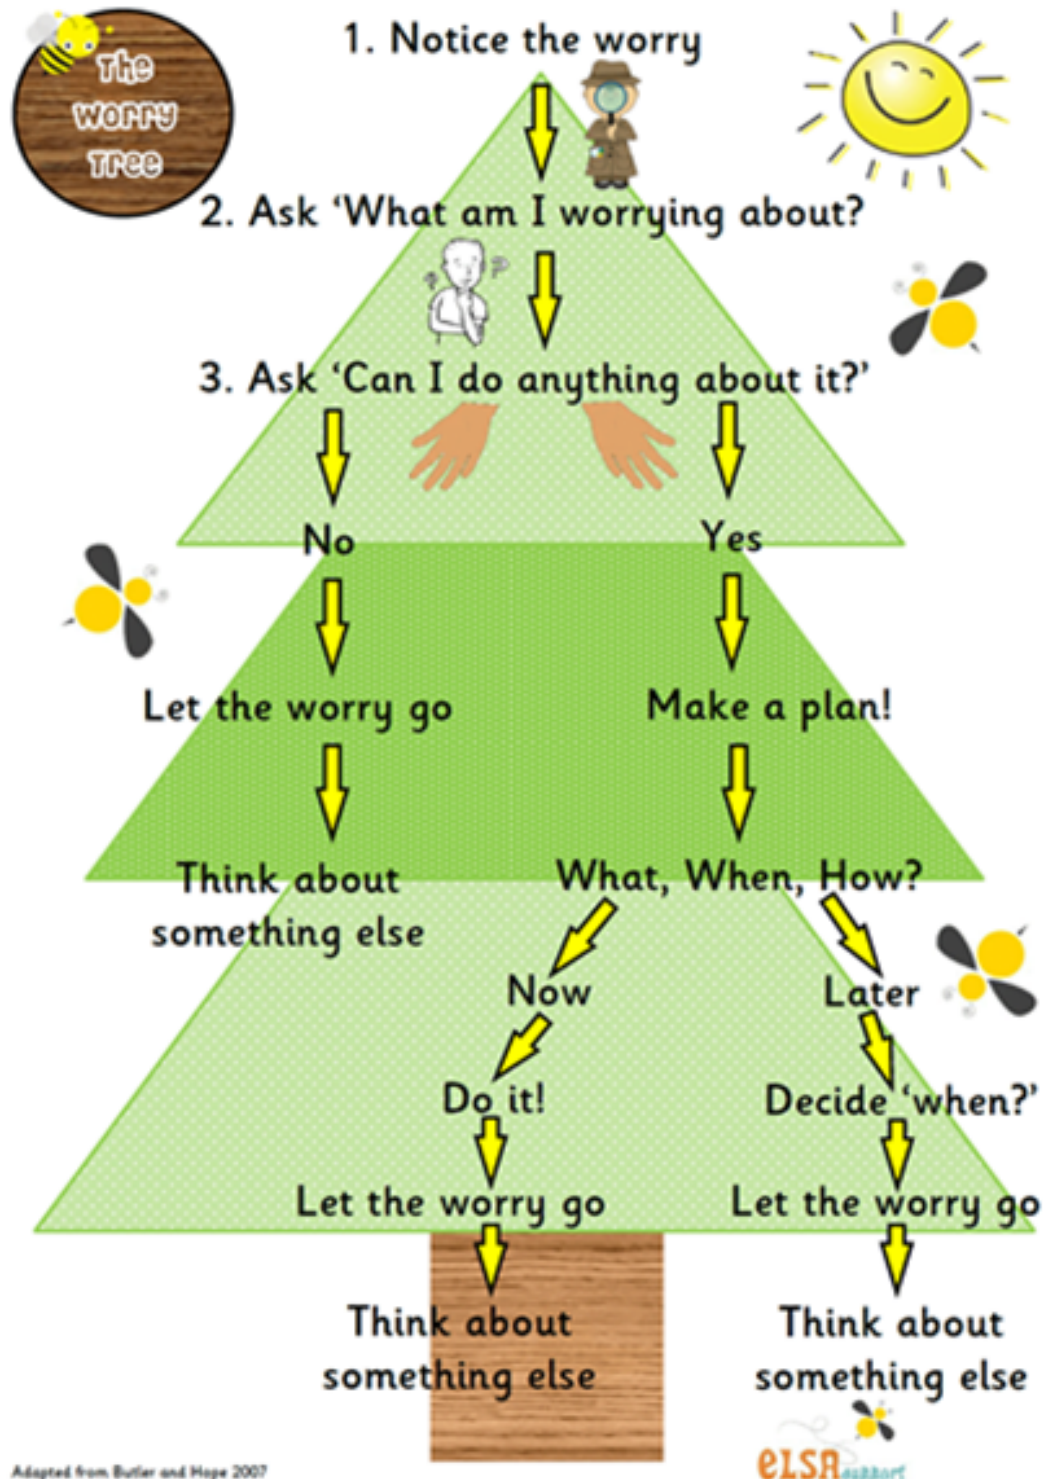 The
Worry
Tree
1. Notice the worry
2. Ask ‘What am I worrying about?
3. Ask ‘Can I do anything about it?’
No
Yes
Let the worry go
Make a plan!
Think about
something else
What, When, How?
Now
Later
Do it!
Decide ‘when?’
Let the worry go
Let the worry go
Think about
something else
Think about
something else
Adapted from Butler and Hope 2007
ELSA support